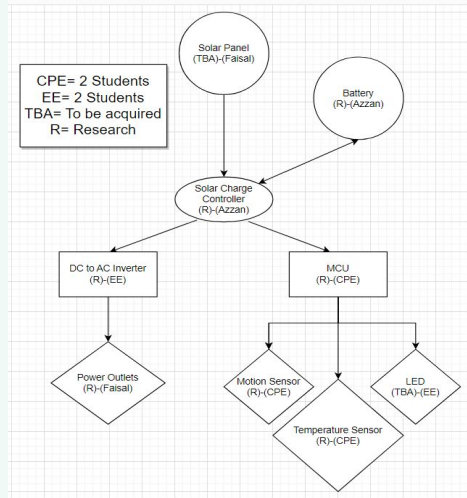 Solar Panel
(TBA)-(Faisal)
CPE= 2 Students
EE= 2 Students
TBA= To be acquired
R= Research
Battery
(R)-(Azzan)
Solar Charge
Controller
(R)-(Azzan)
DC to AC Inverter
(R)-(EE)
MCU
(R)-(CPE)
Power Outlets
(R)-(Faisal)
Motion Sensor
(R)-(CPE)
LED
(TBA)-(EE)
Temperature Sensor
(R)-(CPE)